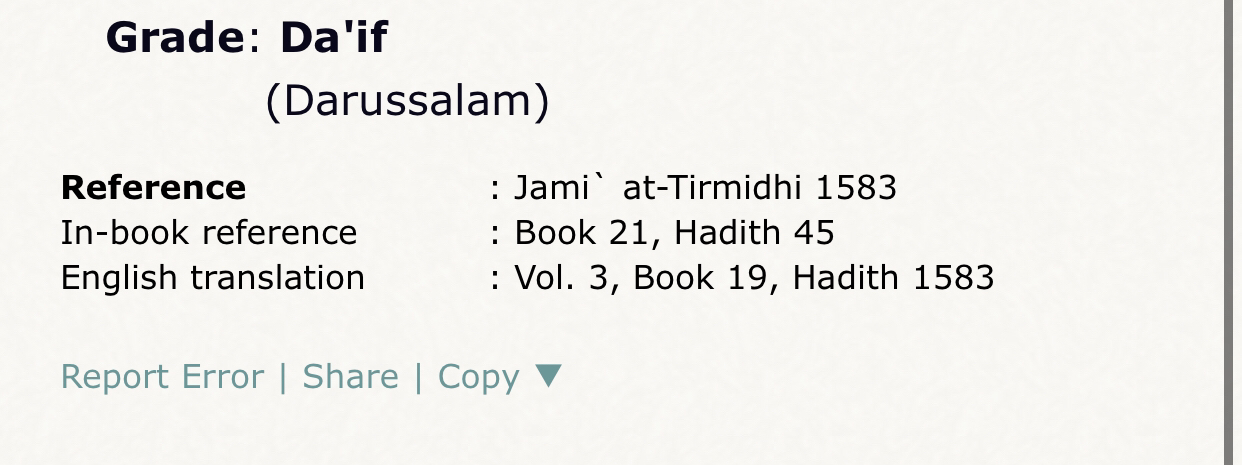 Grade: Da'if
(Darussalam)
Reference : Jami` at-Tirmidhi 1583
In-book reference : Book 21, Hadith 45
English translation : Vol. 3, Book 19, Hadith 1583
Report Error | Share | Copy ▼